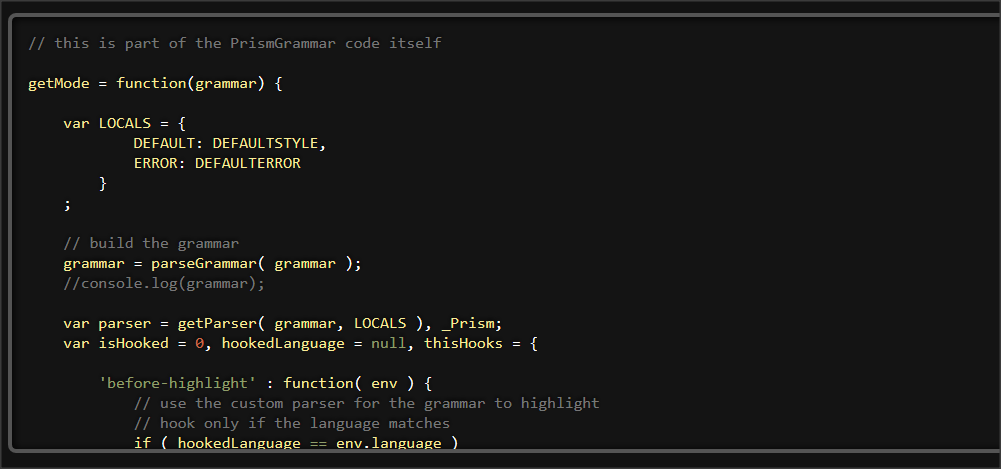 // this is part of the PrismGrammar code itself
getMode = function(grammar) {
var LOCALS = {
DEFAULT: DEFAULTSTYLE,
ERROR: DEFAULTERROR
}
;
// build the grammar
grammar = parseGrammar( grammar );
//console.log(grammar);
var parser = getParser( grammar, LOCALS ), _Prism;
var isHooked = 0, hookedLanguage = null, thisHooks = {
'before-highlight' : function( env ) {
// use the custom parser for the grammar to highlight
// hook only if the language matches
if ( hookedLanguage == env.language )